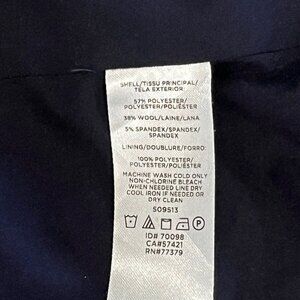 SHELL/TISSU PRINCIPAL/
TELA EXTERIOR
57% POLYESTER/
POLYESTER/POLIÉSTER
38% WOOL/LAINE/LANA
5% SPANDEX/SPANDEX/
SPANDEX
LINING/DOUBLURE/FORRO:
100% POLYESTER/
POLYESTER/POLIÉSTER
MACHINE WASH COLD ONLY
NON-CHLORINE BLEACH
WHEN NEEDED LINE DRY
COOL IRON IF NEEDED OR
DRY CLEAN
509513
P
ID# 70098
CA#57421
RN#77379